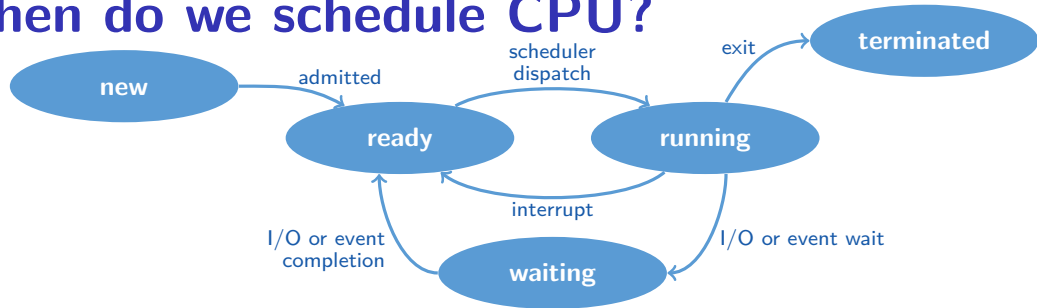 hen do we schedule CPU?
terminated
scheduler
dispatch
exit
new
admitted
ready
running
interrupt
I/O or event
completion
I/O or event wait
waiting